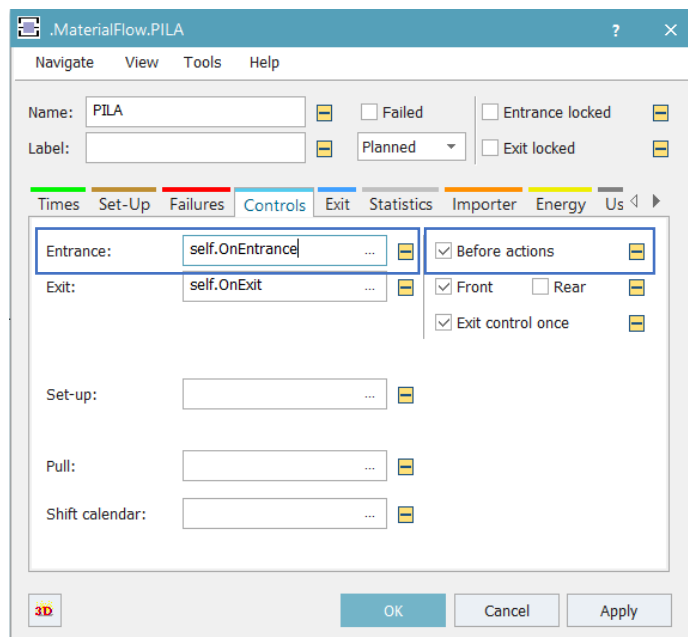 .MaterialFlow.PILA ? ×
Navigate View Tools Help
Name: PILA Failed Entrance locked
Label: Planned Exit locked
Times Set-Up Failures Controls Exit Statistics Importer Energy Us
Entrance: self.OnEntrance ... Before actions
Exit: self.OnExit ... Front Rear
Exit control once
Set-up: ...
Pull: ...
Shift calendar: ...
3D OK Cancel Apply